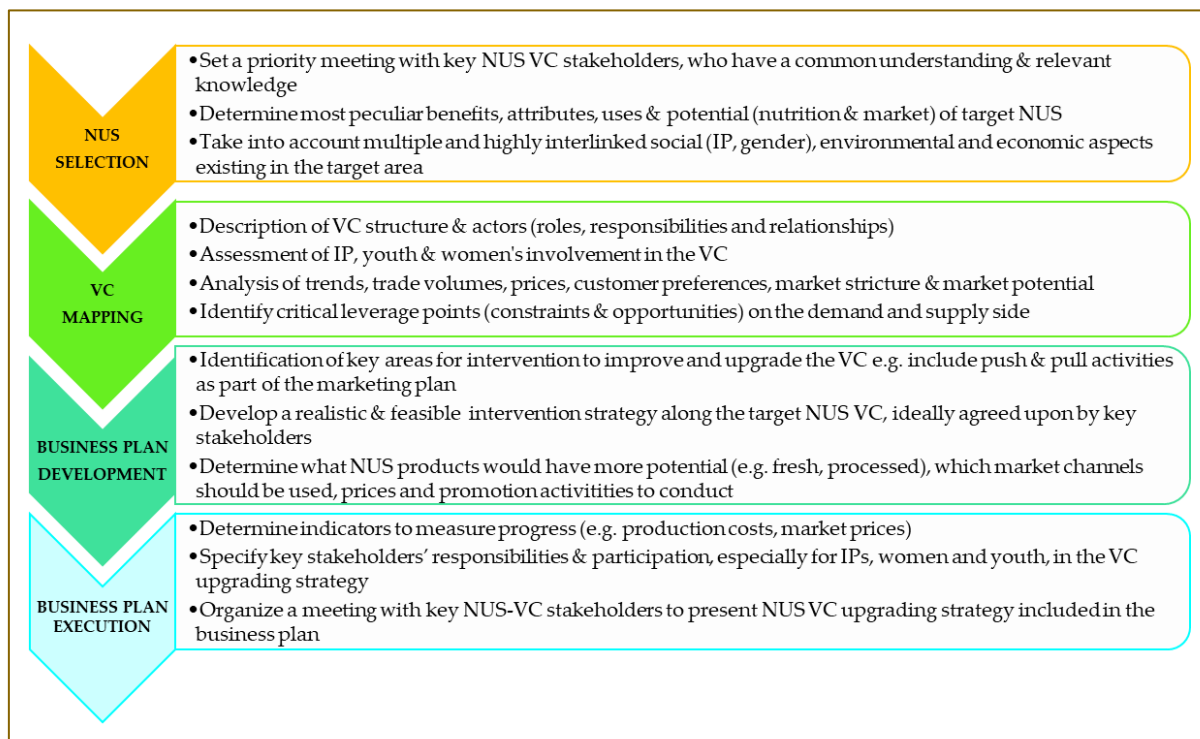 NUS
SELECTION
•Set a priority meeting with key NUS VC stakeholders, who have a common understanding & relevant
knowledge
•Determine most peculiar benefits, attributes, uses & potential (nutrition & market) of target NUS
•Take into account multiple and highly interlinked social (IP, gender), environmental and economic aspects
existing in the target area
VC
MAPPING
•Description of VC structure & actors (roles, responsibilities and relationships)
•Assessment of IP, youth & women's involvement in the VC
•Analysis of trends, trade volumes, prices, customer preferences, market stricture & market potential
•Identify critical leverage points (constraints & opportunities) on the demand and supply side
BUSINESS PLAN
DEVELOPMENT
•Identification of key areas for intervention to improve and upgrade the VC e.g. include push & pull activities
as part of the marketing plan
•Develop a realistic & feasible intervention strategy along the target NUS VC, ideally agreed upon by key
stakeholders
•Determine what NUS products would have more potential (e.g. fresh, processed), which market channels
should be used, prices and promotion activitities to conduct
BUSINESS PLAN
EXECUTION
•Determine indicators to measure progress (e.g. production costs, market prices)
•Specify key stakeholders’ responsibilities & participation, especially for IPs, women and youth, in the VC
upgrading strategy
•Organize a meeting with key NUS-VC stakeholders to present NUS VC upgrading strategy included in the
business plan